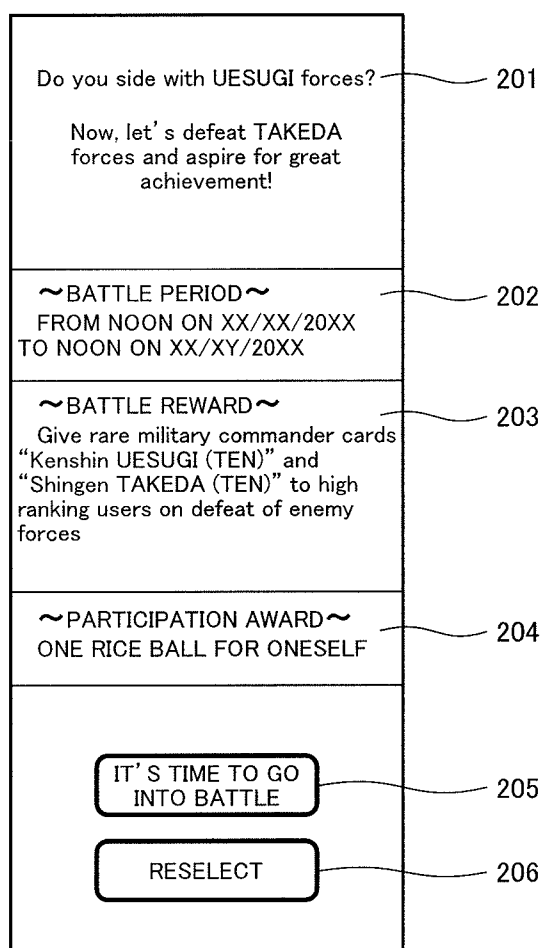 Do you side with UESUGI forces?
201
Now, let's defeat TAKEDA
forces and aspire for great
achievement!
～BATTLE PERIOD～
202
FROM NOON ON XX/XX/20XX
TO NOON ON XX/XY/20XX
～BATTLE REWARD～
203
Give rare military commander cards
“Kenshin UESUGI (TEN)” and
“Shingen TAKEDA (TEN)” to high
ranking users on defeat of enemy
forces
～PARTICIPATION AWARD～
204
ONE RICE BALL FOR ONESELF
IT'S TIME TO GO
INTO BATTLE
205
RESELECT
206